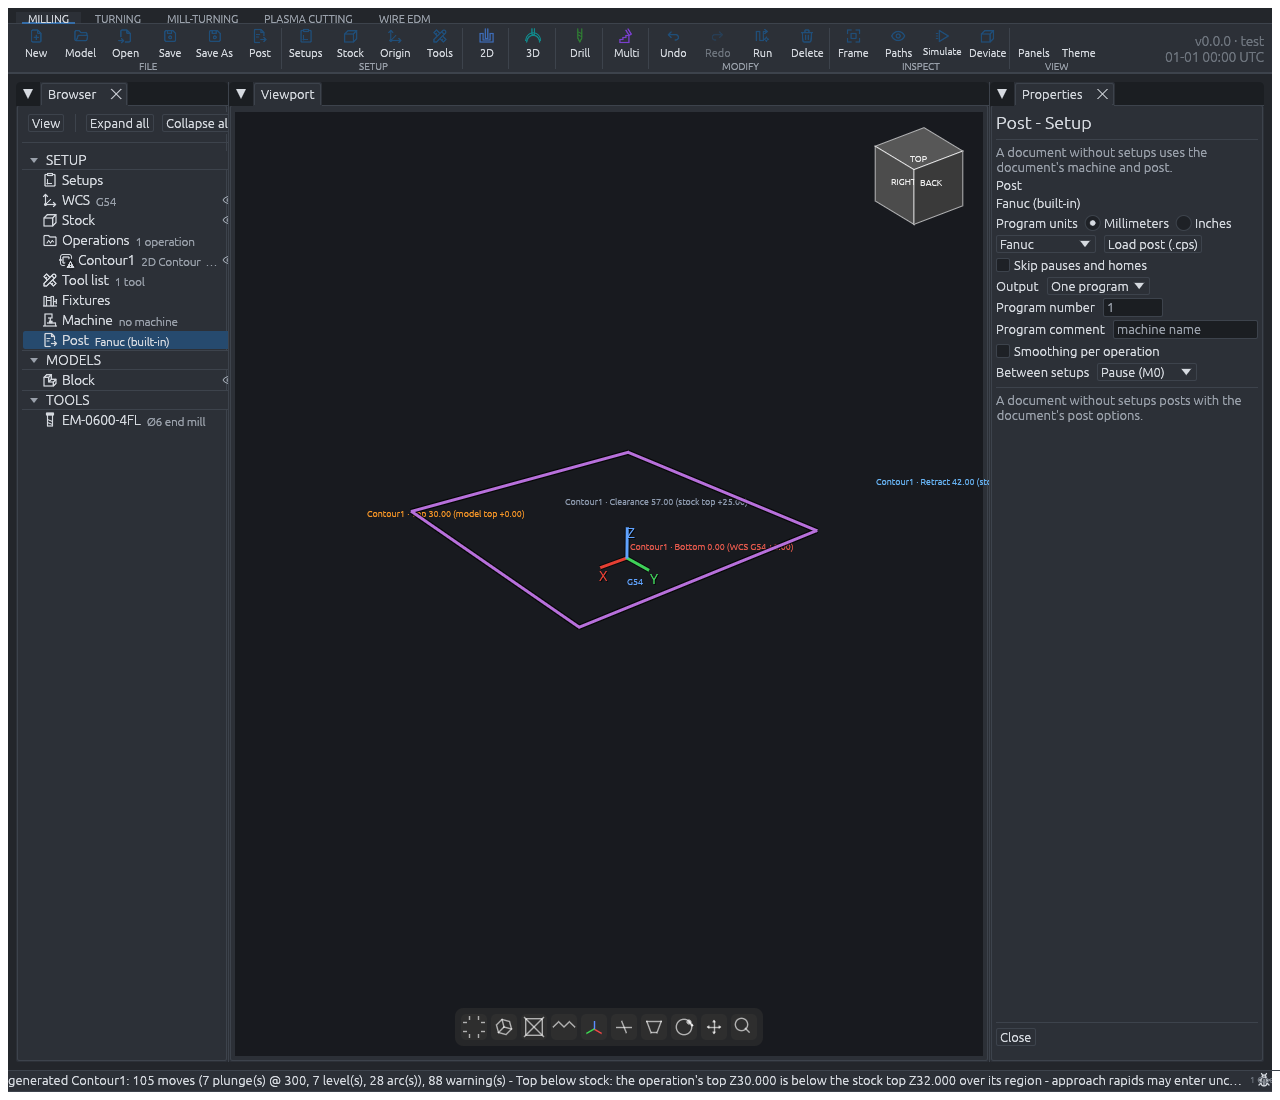 MILLING TURNING MILL-TURNING PLASMA CUTTING WIRE EDM
New Model Open Save Save As Post Setups Stock Origin Tools 2D 3D Drill Multi Undo Redo Run Delete Frame Paths Simulate Deviate Panels Theme
FILE SETUP MODIFY INSPECT VIEW
v0.0.0 · test
01-01 00:00 UTC
Browser
View Expand all Collapse al
SETUP
Setups
WCS G54
Stock
Operations 1 operation
Contour1 2D Contour ...
Tool list 1 tool
Fixtures
Machine no machine
Post Fanuc (built-in)
MODELS
Block
TOOLS
EM-0600-4FL Ø6 end mill
Viewport
TOP
RIGHT BACK
Contour1 · Retract 42.00 (sto
Contour1 · Clearance 57.00 (stock top +25.00)
Contour1 · 30.00 (model top +0.00)
Contour1 · Bottom 0.00 (WCS G54
Z
X
Y
G54
Properties
Post - Setup
A document without setups uses the
document's machine and post.
Post
Fanuc (built-in)
Program units Millimeters Inches
Fanuc Load post (.cps)
Skip pauses and homes
Output One program
Program number 1
Program comment machine name
Smoothing per operation
Between setups Pause (M0)
A document without setups posts with the
document's post options.
Close
generated Contour1: 105 moves (7 plunge(s) @ 300, 7 level(s), 28 arc(s)), 88 warning(s) - Top below stock: the operation's top Z30.000 is below the stock top Z32.000 over its region - approach rapids may enter unc...